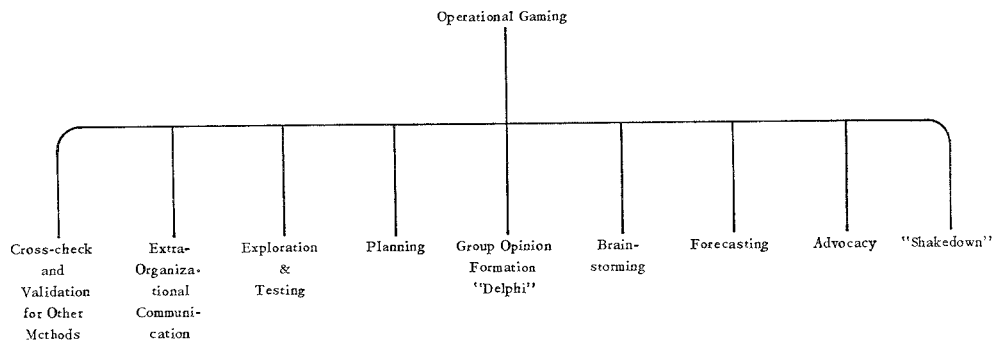 Operational Gaming
Cross-check
and
Validation
for Other
Methods
Extra-
Organiza-
tional
Communi-
cation
Exploration
&
Testing
Planning
Group Opinion
Formation
"Delphi"
Brain-
storming
Forecasting
Advocacy
"Shakedown"